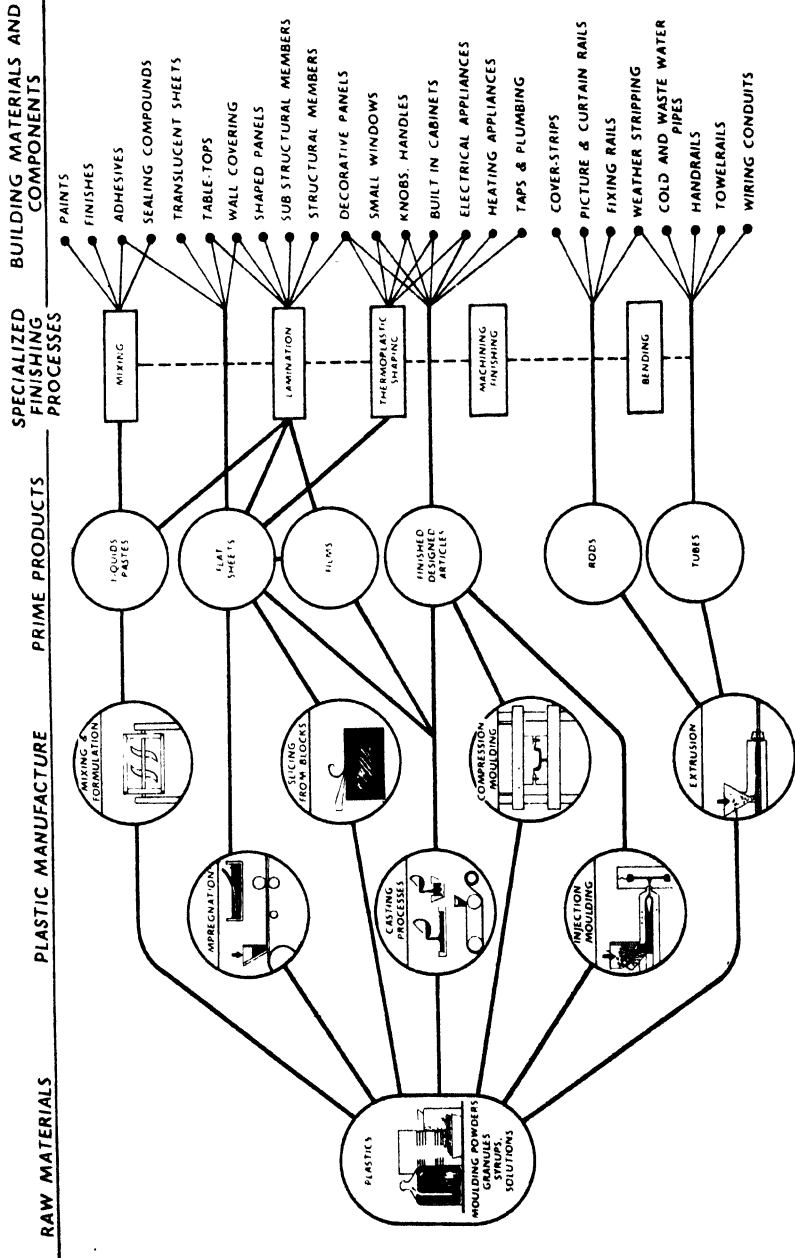 RAW MATERIALS
PLASTIC MANUFACTURE
PRIME PRODUCTS
SPECIALIZED
FINISHING
PROCESSES
BUILDING MATERIALS AND
COMPONENTS
PLASTICS
MOULDING POWDERS
GRANULES
SYRUPS,
SOLUTIONS
MIXING &
FORMULATION
MPREGNATION
SLICING
FROM BLOCKS
CASTING
PROCESSES
COMPRESSION
MOULDING
INJECTION
MOULDING
EXTRUSION
LIQUIDS
PASTES
FLAT
SHEETS
FILMS
FINISHED
DESIGNED
ARTICLES
RODS
TUBES
MIXING
LAMINATION
THERMOPLASTIC
SHAPING
MACHINING
FINISHING
BENDING
PAINTS
FINISHES
ADHESIVES
SEALING COMPOUNDS
TRANSLUCENT SHEETS
TABLE-TOPS
WALL COVERING
SHAPED PANELS
SUB STRUCTURAL MEMBERS
STRUCTURAL MEMBERS
DECORATIVE PANELS
SMALL WINDOWS
KNOBS, HANDLES
BUILT IN CABINETS
ELECTRICAL APPLIANCES
HEATING APPLIANCES
TAPS & PLUMBING
COVER-STRIPS
PICTURE & CURTAIN RAILS
FIXING RAILS
WEATHER STRIPPING
COLD AND WASTE WATER
PIPES
HANDRAILS
TOWELRAILS
WIRING CONDUITS